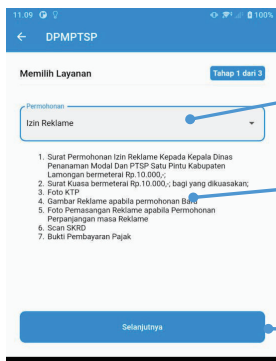 11.09
100%
DPMPTSP
Memilih Layanan
Tahap 1 dari 3
Permohonan
Izin Reklame
1. Surat Permohonan Izin Reklame Kepada Kepala Dinas
Penanaman Modal Dan PTSP Satu Pintu Kabupaten
Lamongan bermeterai Rp.10.000,-;
2. Surat Kuasa bermeterai Rp.10.000,-; bagi yang dikuasakan;
3. Foto KTP
4. Gambar Reklame apabila permohonan Baru
5. Foto Pemasangan Reklame apabila Permohonan
Perpanjangan masa Reklame
6. Scan SKRD
7. Bukti Pembayaran Pajak
Selanjutnya